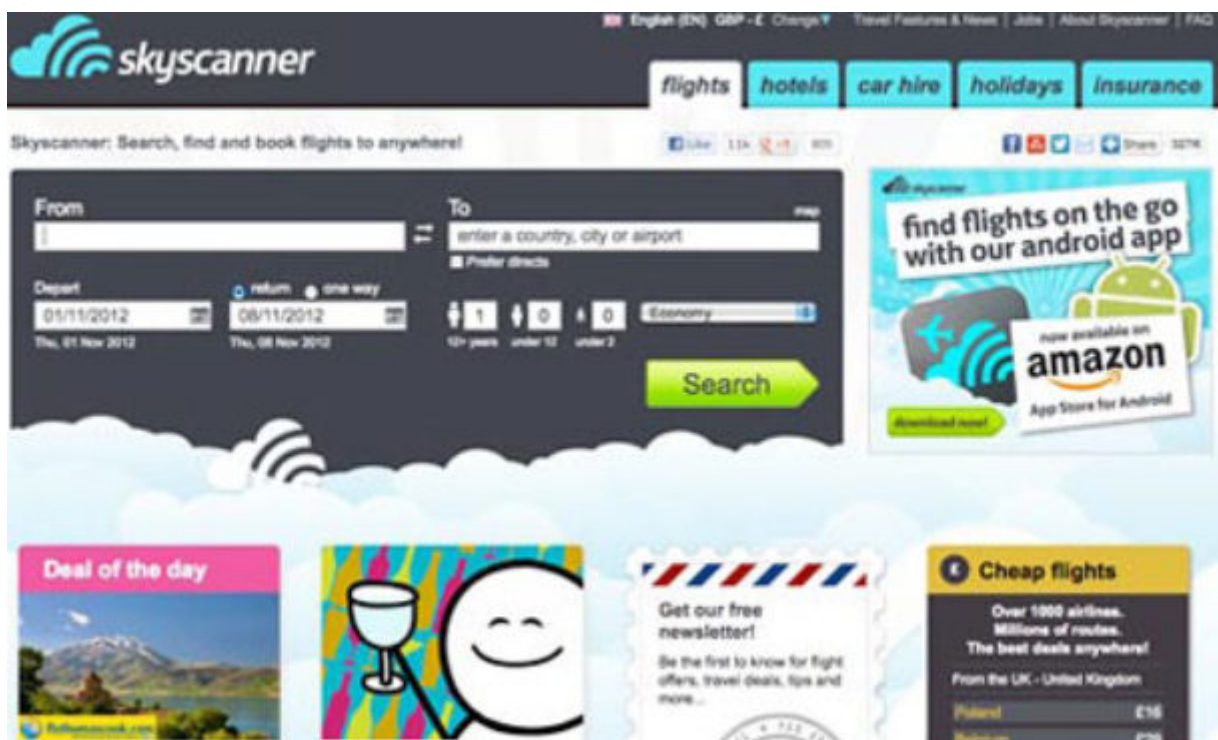 English (EN) GBP - £ Change Travel Features & News | Jobs | About Skyscanner | FAQ
skyscanner
flights hotels car hire holidays insurance
Skyscanner: Search, find and book flights to anywhere!
Like 11k +1 Share 327K
From
To map
enter a country, city or airport
Prefer directs
Depart return one way
01/11/2012 08/11/2012 1 0 0 Economy
Thu, 01 Nov 2012 Thu, 08 Nov 2012 12+ years under 12 under 2
Search
skyscanner
find flights on the go
with our android app
now available on
amazon
App Store for Android
download now!
Deal of the day
Get our free
newsletter!
Be the first to know for flight
offers, travel deals, tips and
more...
£ Cheap flights
Over 1000 airlines.
Millions of routes.
The best deals anywhere!
From the UK - United Kingdom
Poland £16
Belgium